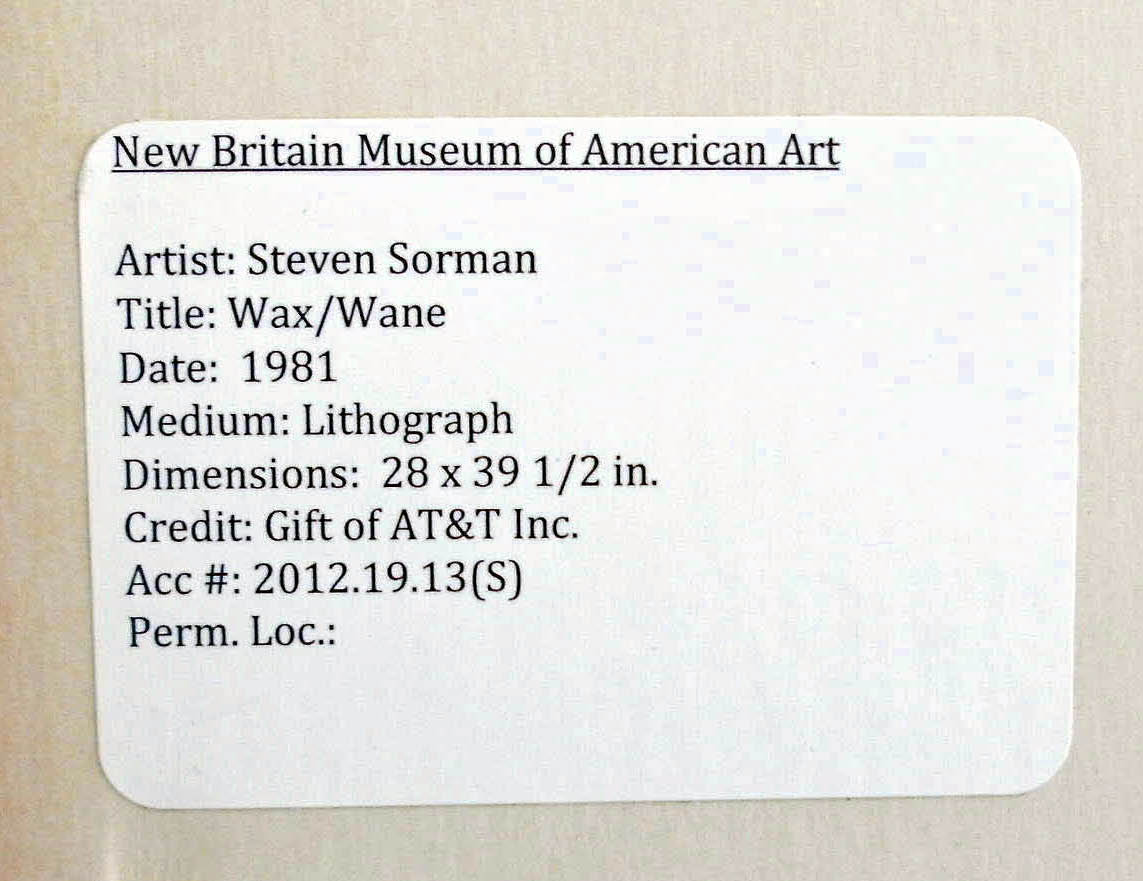 New Britain Museum of American Art
Artist: Steven Sorman
Title: Wax/Wane
Date:  1981
Medium: Lithograph
Dimensions:  28 x 39 1/2 in.
Credit: Gift of AT&T Inc.
Acc #: 2012.19.13(S)
Perm. Loc.: